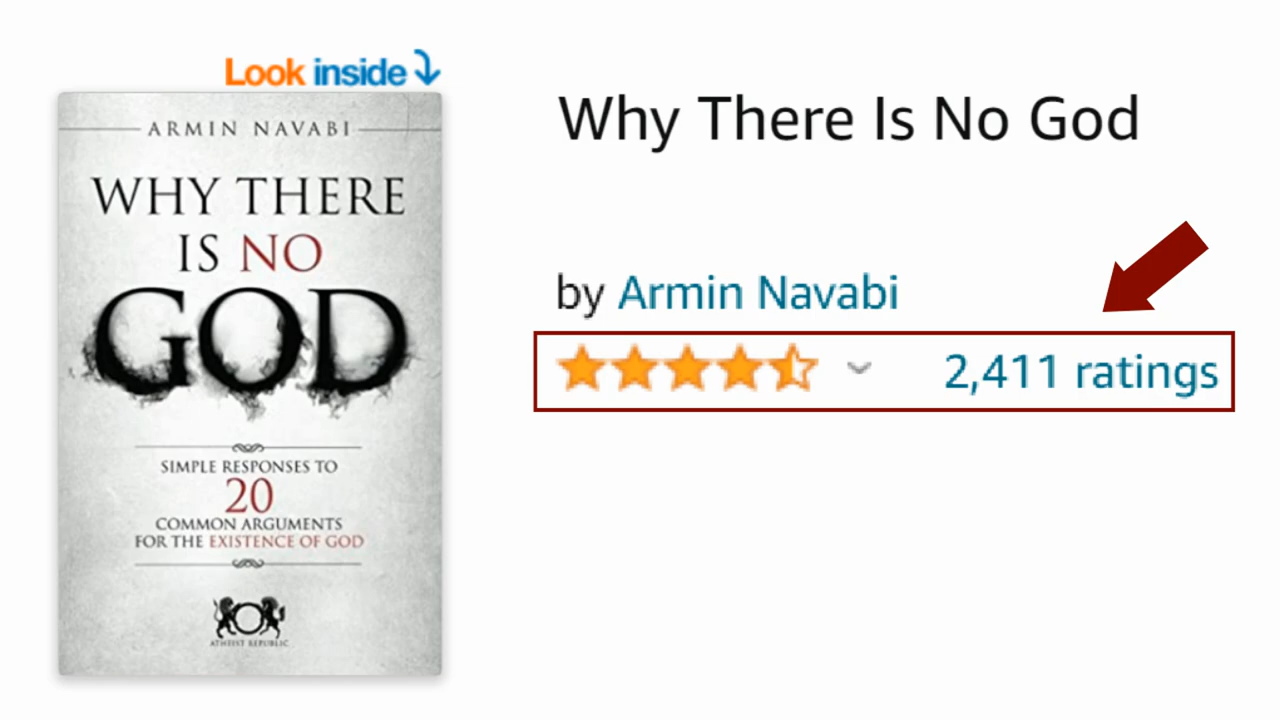 Look inside
ARMIN NAVABI
WHY THERE
IS NO
GOD
SIMPLE RESPONSES TO
20
COMMON ARGUMENTS
FOR THE EXISTENCE OF GOD
ATHEIST REPUBLIC
Why There Is No God
by Armin Navabi
2,411 ratings